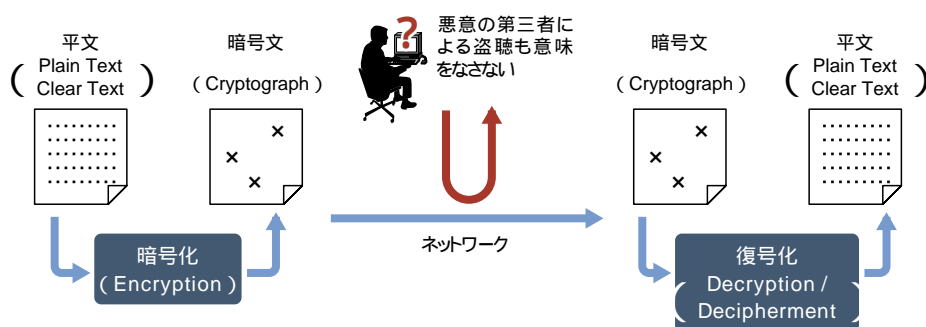 平文
(Plain Text
Clear Text)
暗号文
(Cryptograph)
?
悪意の第三者に
よる盗聴も意味
をなさない
暗号文
(Cryptograph)
平文
(Plain Text
Clear Text)
暗号化
(Encryption)
ネットワーク
復号化
(Decryption /
Decipherment)